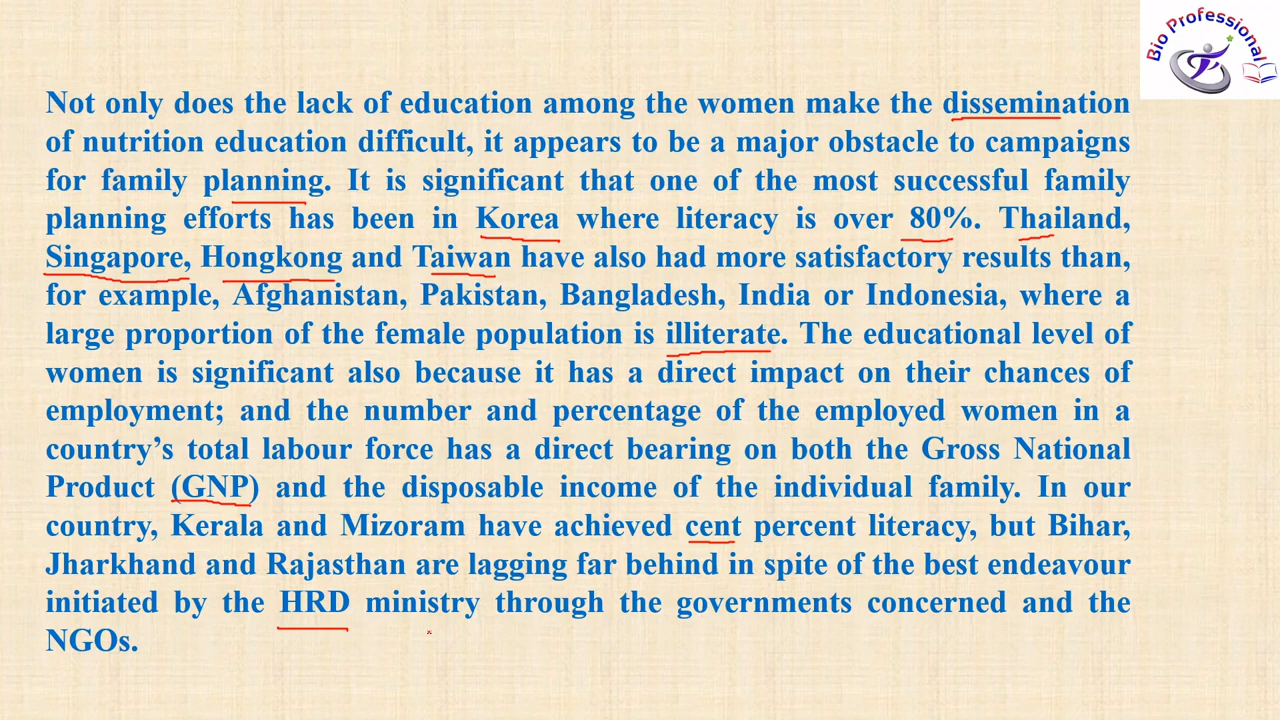 Bio Professional
Not only does the lack of education among the women make the dissemination
of nutrition education difficult, it appears to be a major obstacle to campaigns
for family planning. It is significant that one of the most successful family
planning efforts has been in Korea where literacy is over 80%. Thailand,
Singapore, Hongkong and Taiwan have also had more satisfactory results than,
for example, Afghanistan, Pakistan, Bangladesh, India or Indonesia, where a
large proportion of the female population is illiterate. The educational level of
women is significant also because it has a direct impact on their chances of
employment; and the number and percentage of the employed women in a
country’s total labour force has a direct bearing on both the Gross National
Product (GNP) and the disposable income of the individual family. In our
country, Kerala and Mizoram have achieved cent percent literacy, but Bihar,
Jharkhand and Rajasthan are lagging far behind in spite of the best endeavour
initiated by the HRD ministry through the governments concerned and the
NGOs.